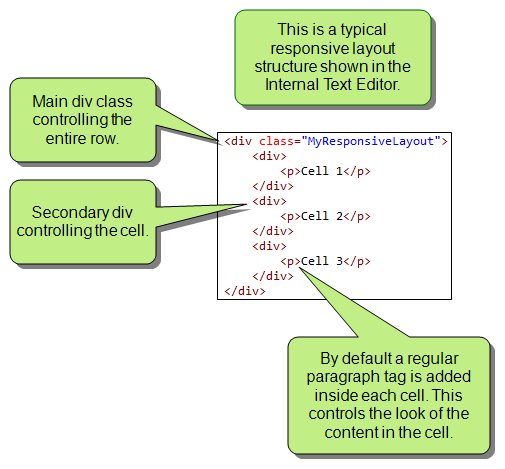 This is a typical
responsive layout
structure shown in the
Internal Text Editor.
Main div class
controlling the
entire row.
Secondary div
controlling the cell.
<div class="MyResponsiveLayout">
    <div>
        <p>Cell 1</p>
    </div>
    <div>
        <p>Cell 2</p>
    </div>
    <div>
        <p>Cell 3</p>
    </div>
</div>
By default a regular
paragraph tag is added
inside each cell. This
controls the look of the
content in the cell.